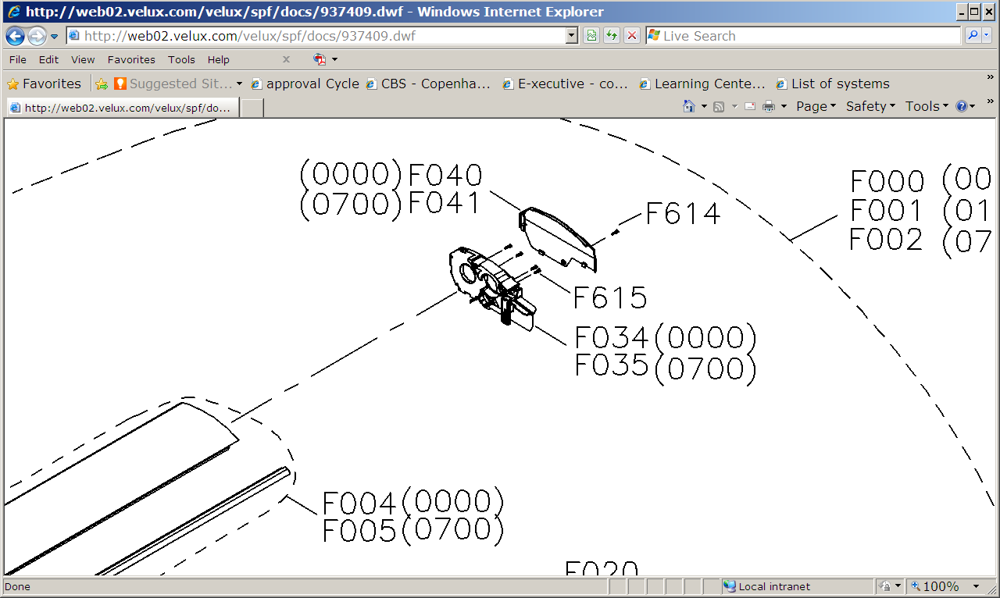 http://web02.velux.com/velux/spf/docs/937409.dwf - Windows Internet Explorer
http://web02.velux.com/velux/spf/docs/937409.dwf
Live Search
File Edit View Favorites Tools Help
Favorites Suggested Sit... approval Cycle CBS - Copenha... E-xecutive - co... Learning Cente... List of systems
http://web02.velux.com/velux/spf/do...
Page Safety Tools
(0000) F040
(0700) F041
F614
F000 (00
F001 (01
F002 (07
F615
F034 (0000)
F035 (0700)
F004 (0000)
F005 (0700)
F020
Done
Local intranet
100%